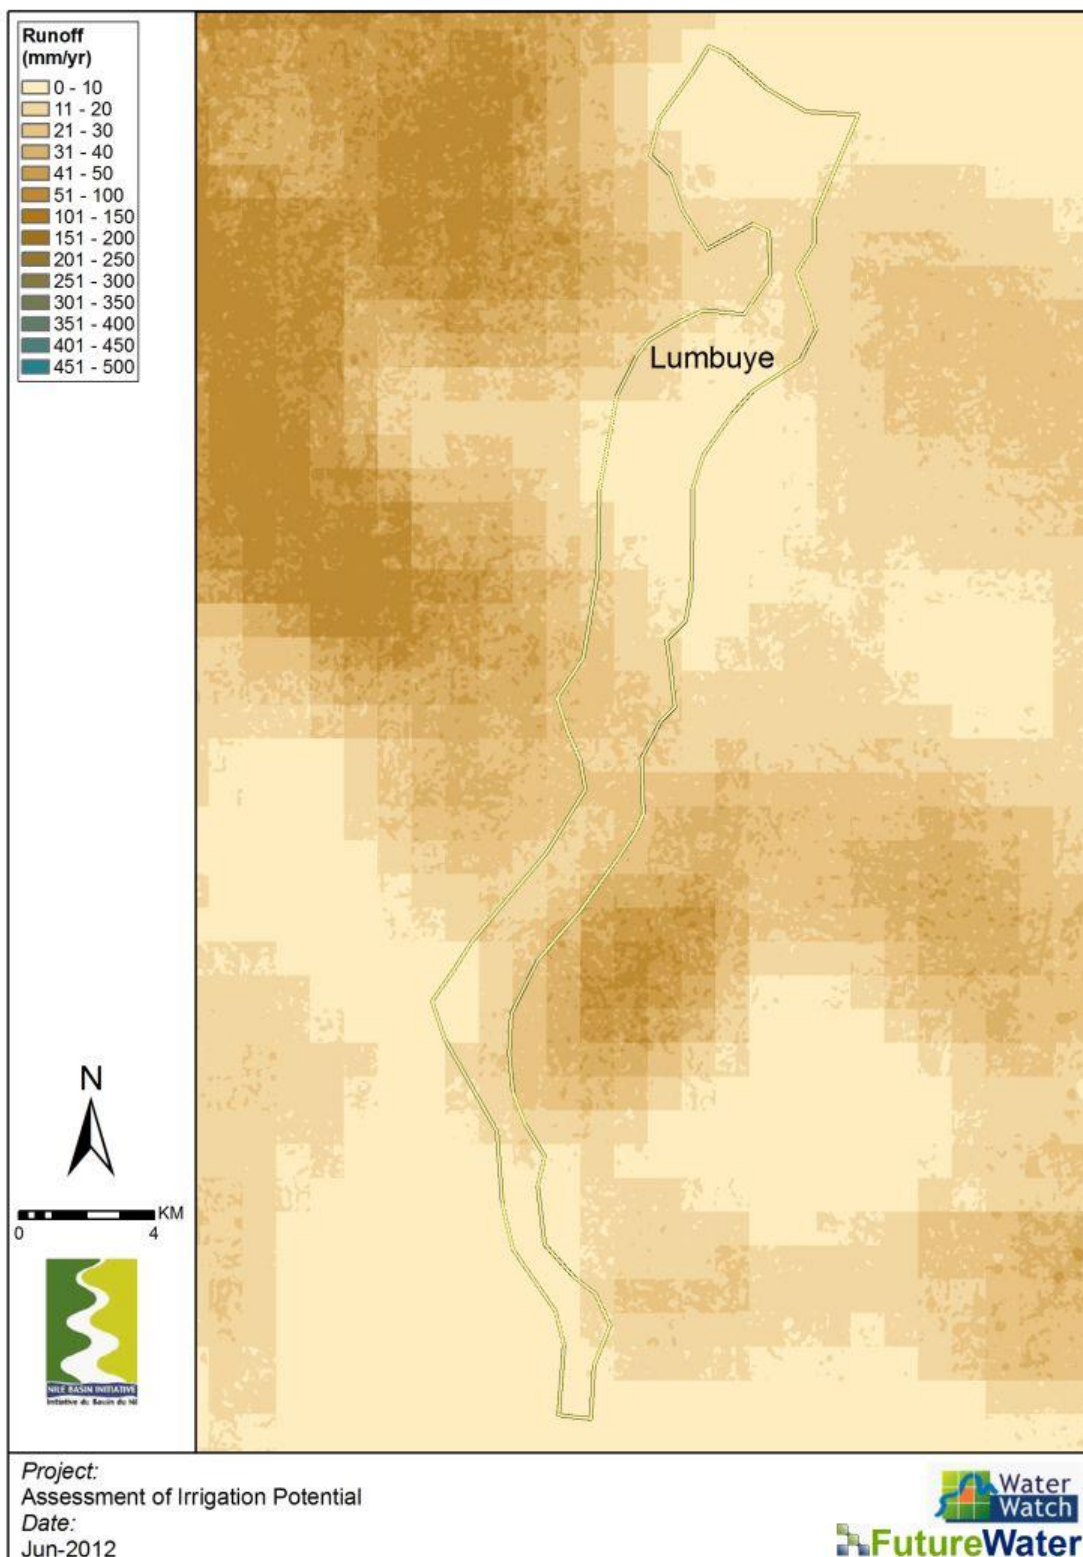 Runoff
(mm/yr)
0 - 10
11 - 20
21 - 30
31 - 40
41 - 50
51 - 100
101 - 150
151 - 200
201 - 250
251 - 300
301 - 350
351 - 400
401 - 450
451 - 500
Lumbuye
N
KM
0 4
NILE BASIN INITIATIVE
Initiative du Bassin du Nil
Project:
Assessment of Irrigation Potential
Date:
Jun-2012
Water
Watch
FutureWater